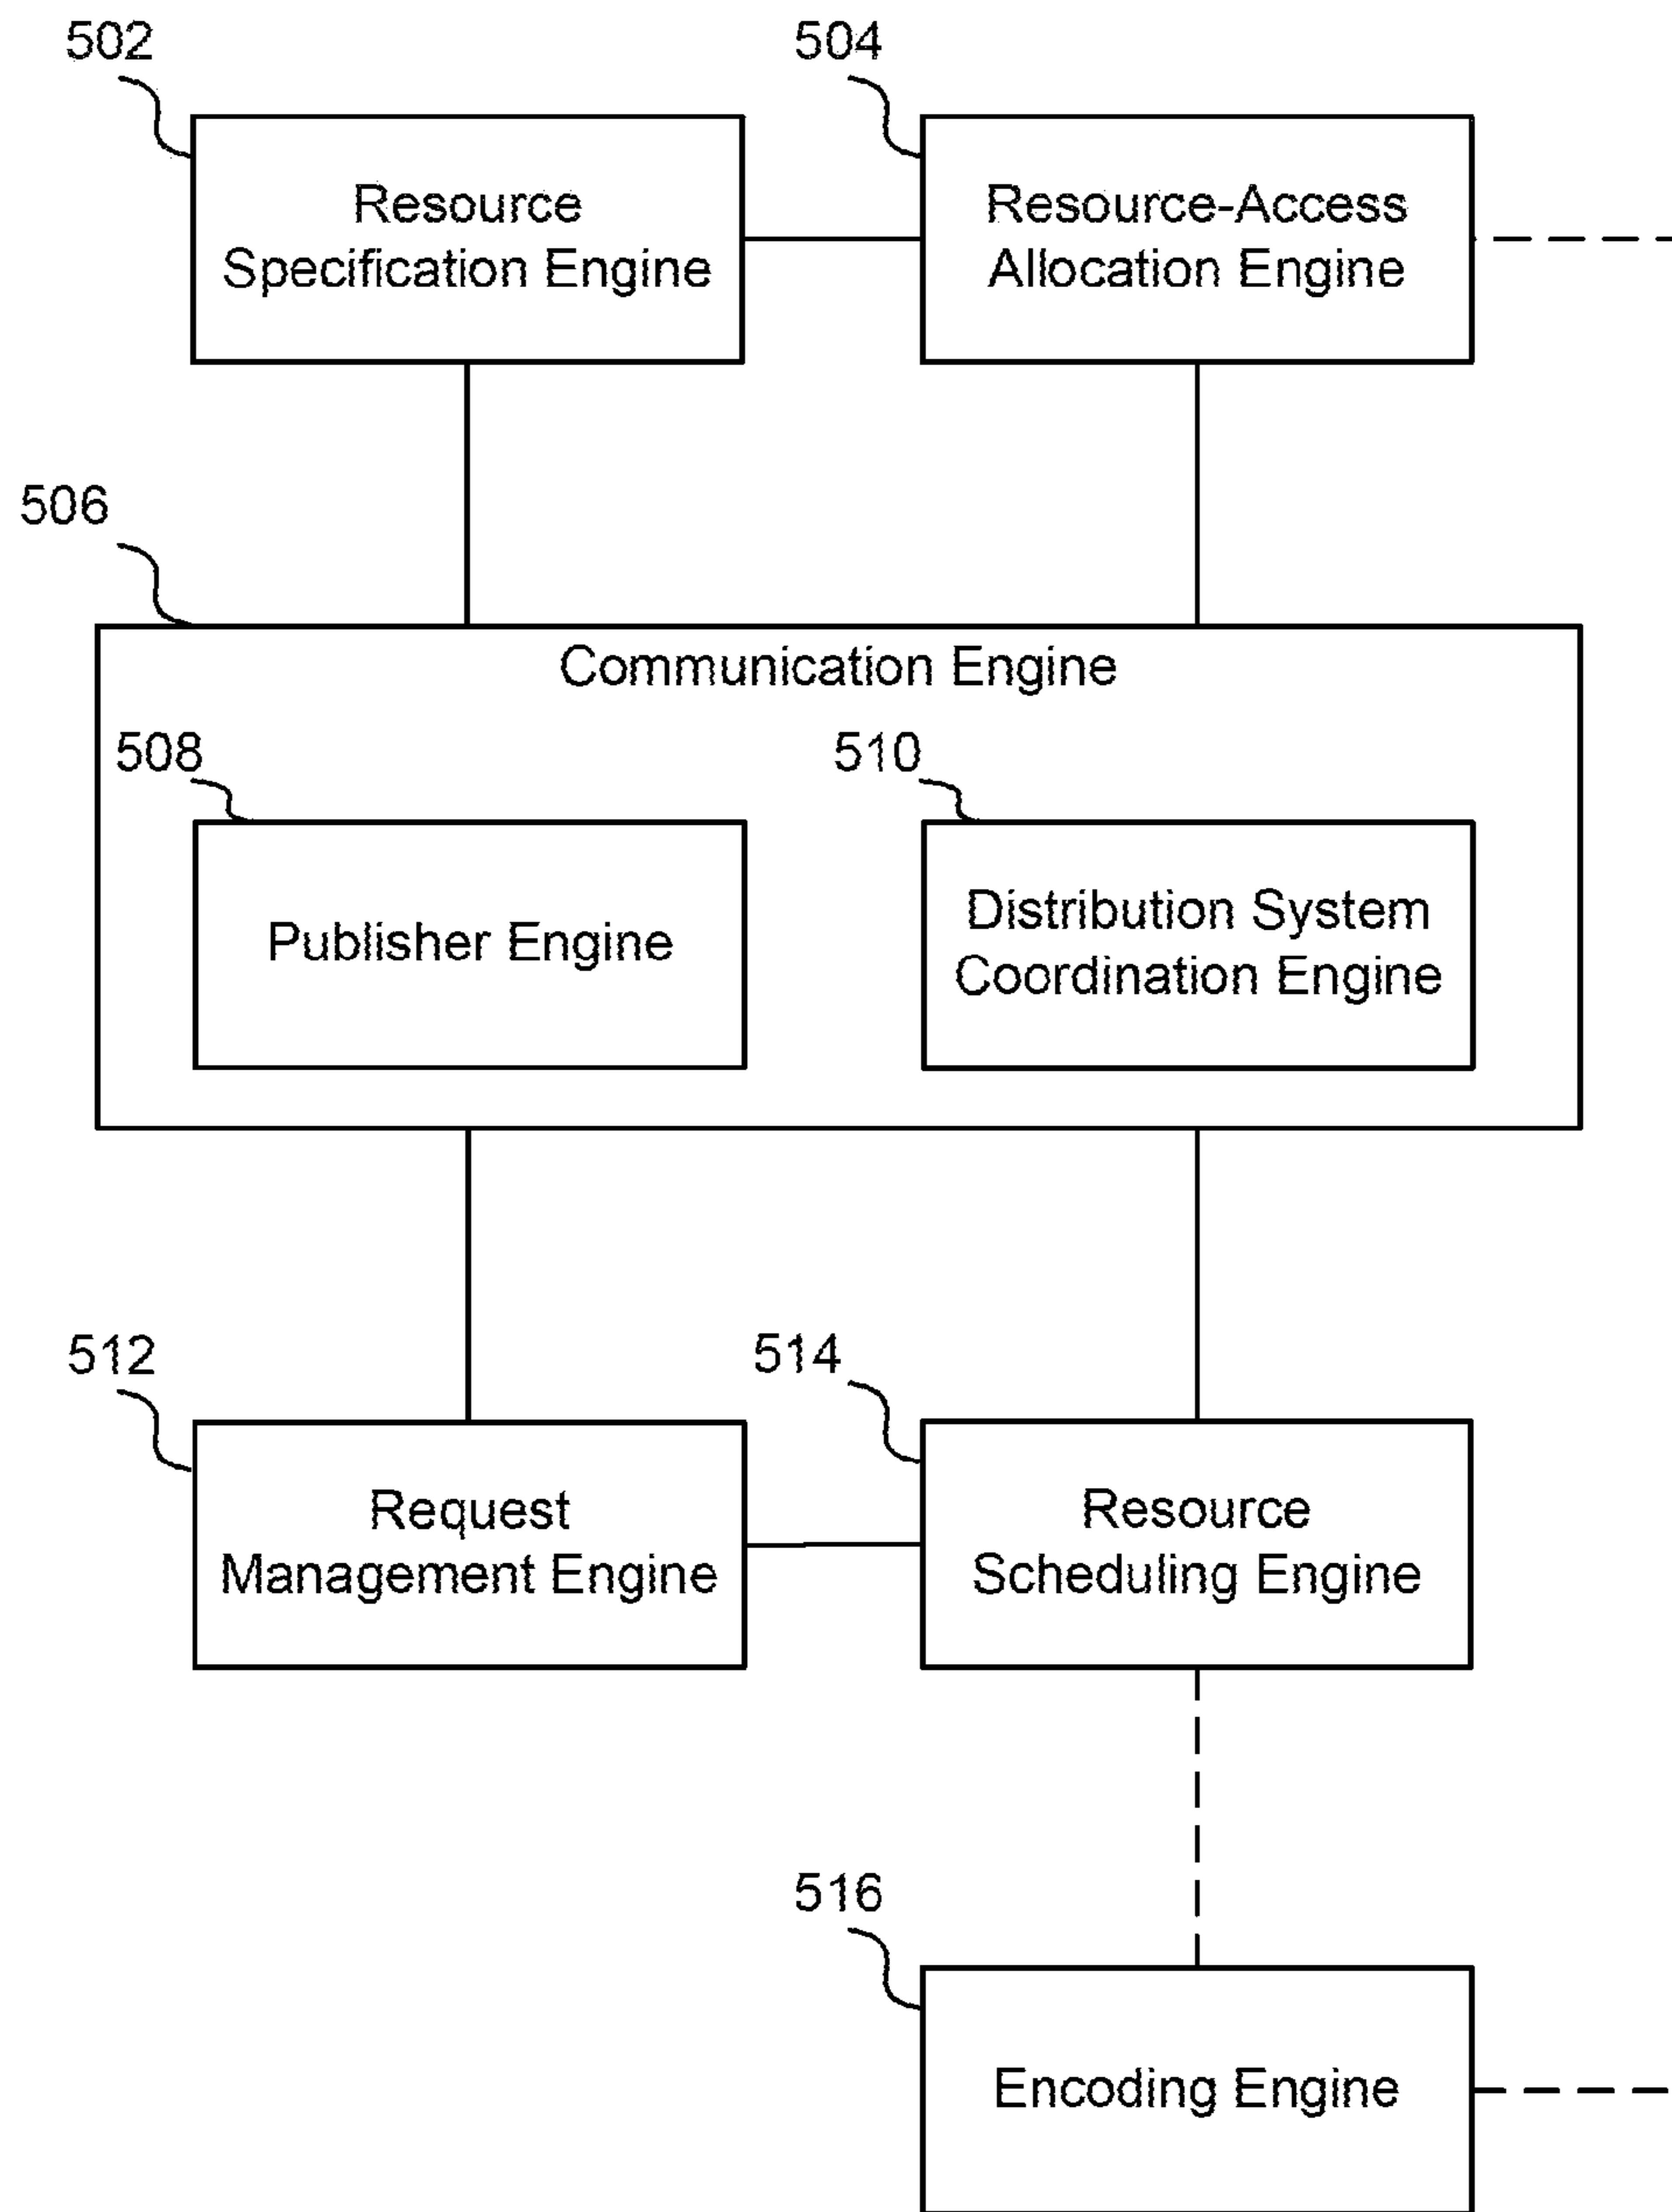 502
504
Resource
Specification Engine
Resource-Access
Allocation Engine
506
Communication Engine
508
510
Publisher Engine
Distribution System
Coordination Engine
512
514
Request
Management Engine
Resource
Scheduling Engine
516
Encoding Engine